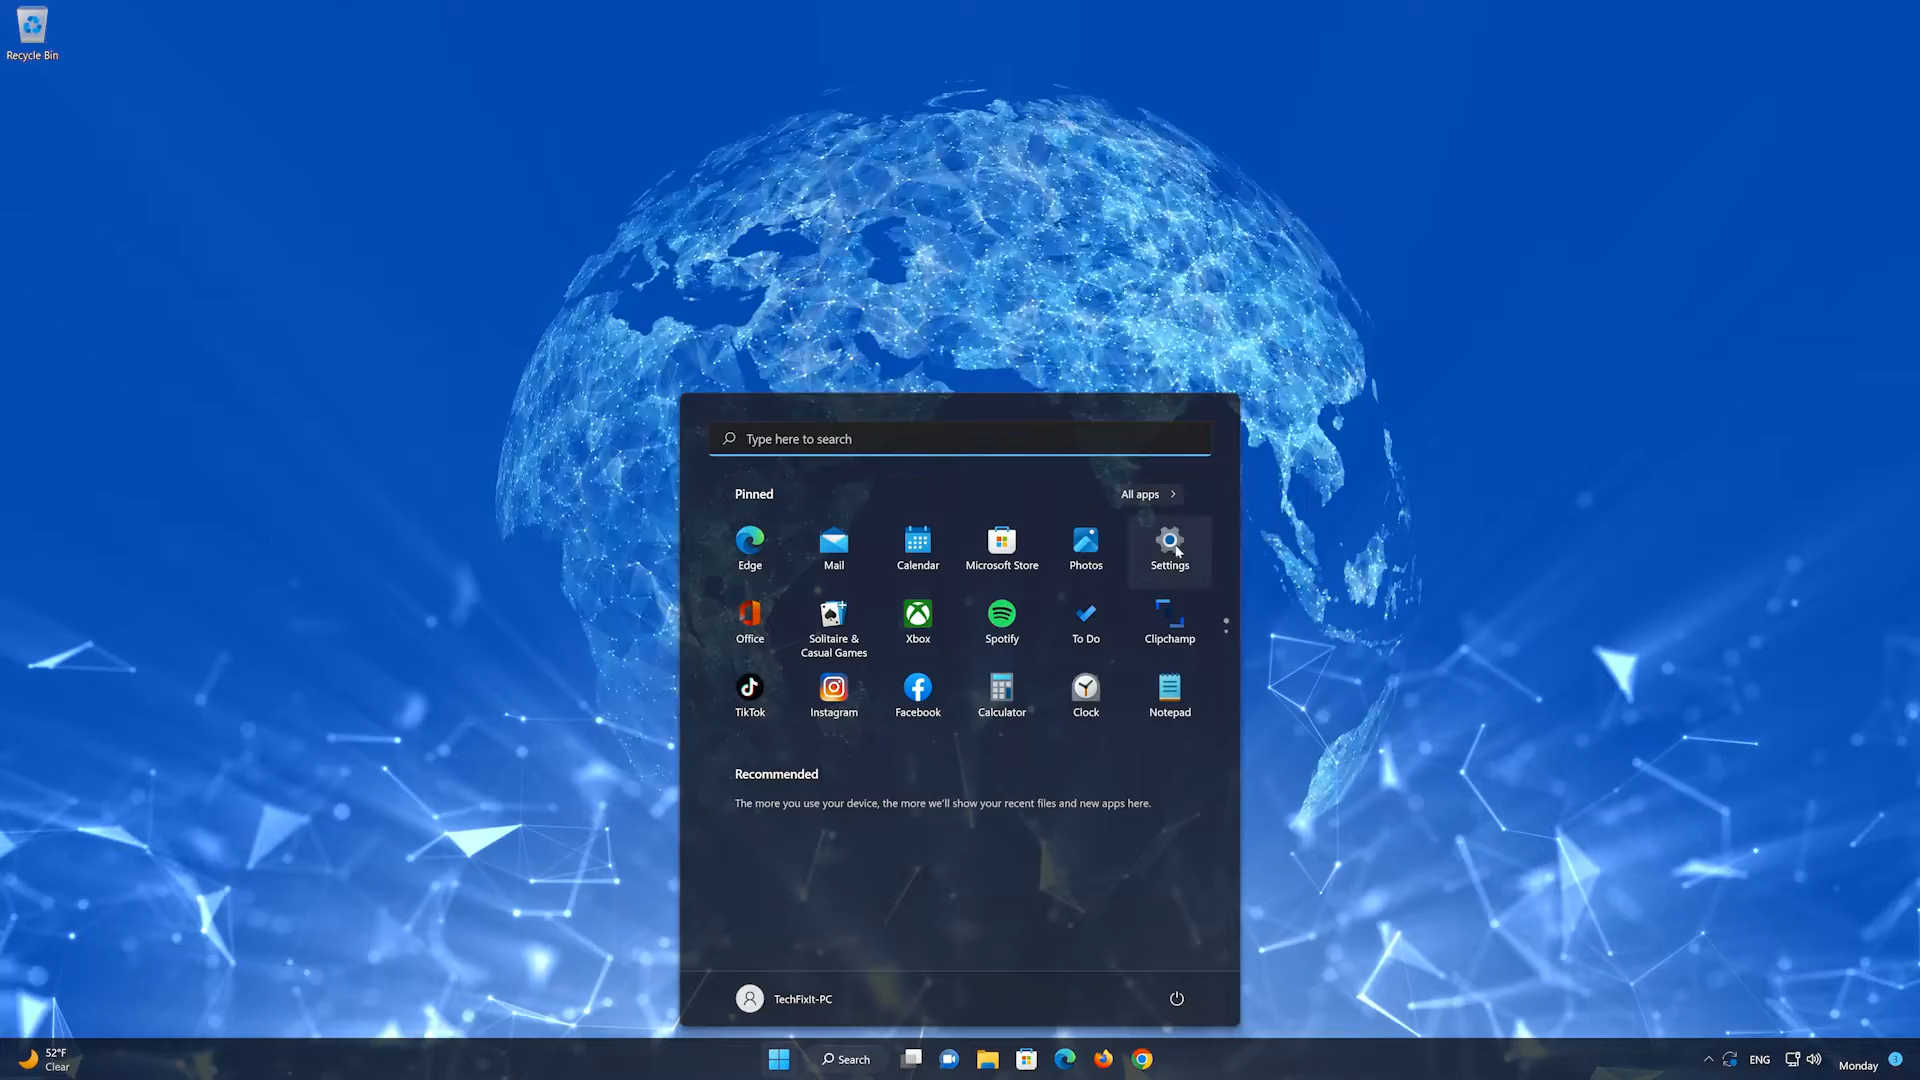 Recycle Bin
Type here to search
Pinned
All apps
Edge
Mail
Calendar
Microsoft Store
Photos
Settings
Office
Solitaire &
Casual Games
Xbox
Spotify
To Do
Clipchamp
TikTok
Instagram
Facebook
Calculator
Clock
Notepad
Recommended
The more you use your device, the more we'll show your recent files and new apps here.
TechFixIt-PC
52°F
Clear
Search
ENG
Monday
3